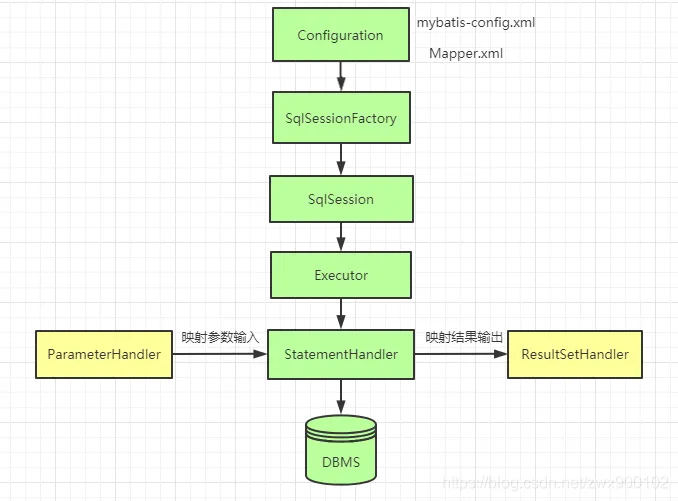 Configuration
mybatis-config.xml
Mapper.xml
SqlSessionFactory
SqlSession
Executor
ParameterHandler
映射参数输入
StatementHandler
映射结果输出
ResultSetHandler
DBMS
https://blog.csdn.net/zwx900102